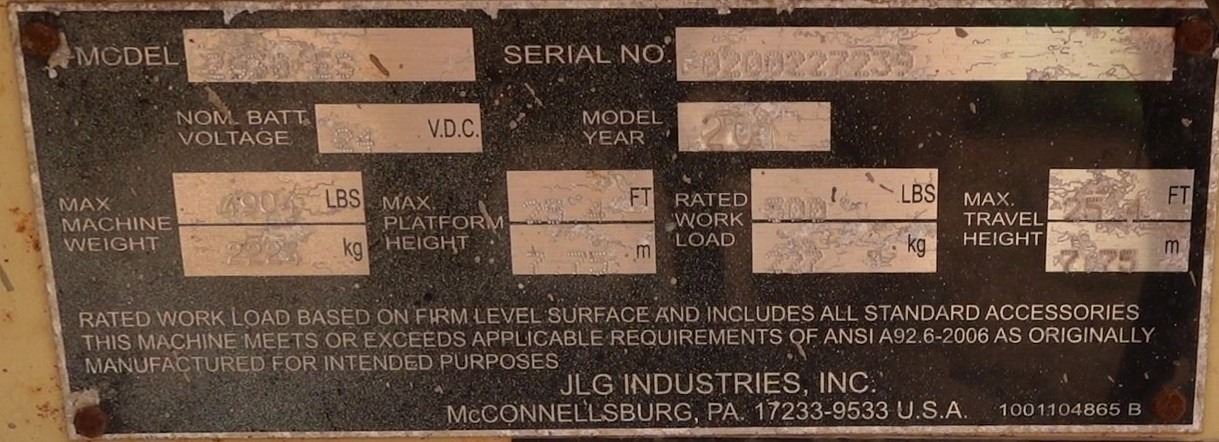 MODEL
SERIAL NO. 0200227239
NOM. BATT. VOLTAGE V.D.C.
MODEL YEAR
MAX. MACHINE WEIGHT LBS kg
MAX. PLATFORM HEIGHT FT m
RATED WORK LOAD LBS kg
MAX. TRAVEL HEIGHT FT m
RATED WORK LOAD BASED ON FIRM LEVEL SURFACE AND INCLUDES ALL STANDARD ACCESSORIES
THIS MACHINE MEETS OR EXCEEDS APPLICABLE REQUIREMENTS OF ANSI A92.6-2006 AS ORIGINALLY
MANUFACTURED FOR INTENDED PURPOSES
JLG INDUSTRIES, INC.
McCONNELLSBURG, PA. 17233-9533 U.S.A. 1001104865 B